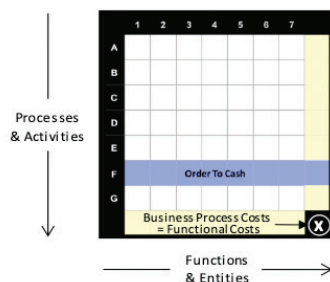 1 2 3 4 5 6 7
A
B
C
D
E
F Order To Cash
G
Processes
& Activities
Business Process Costs
= Functional Costs
X
Functions
& Entities